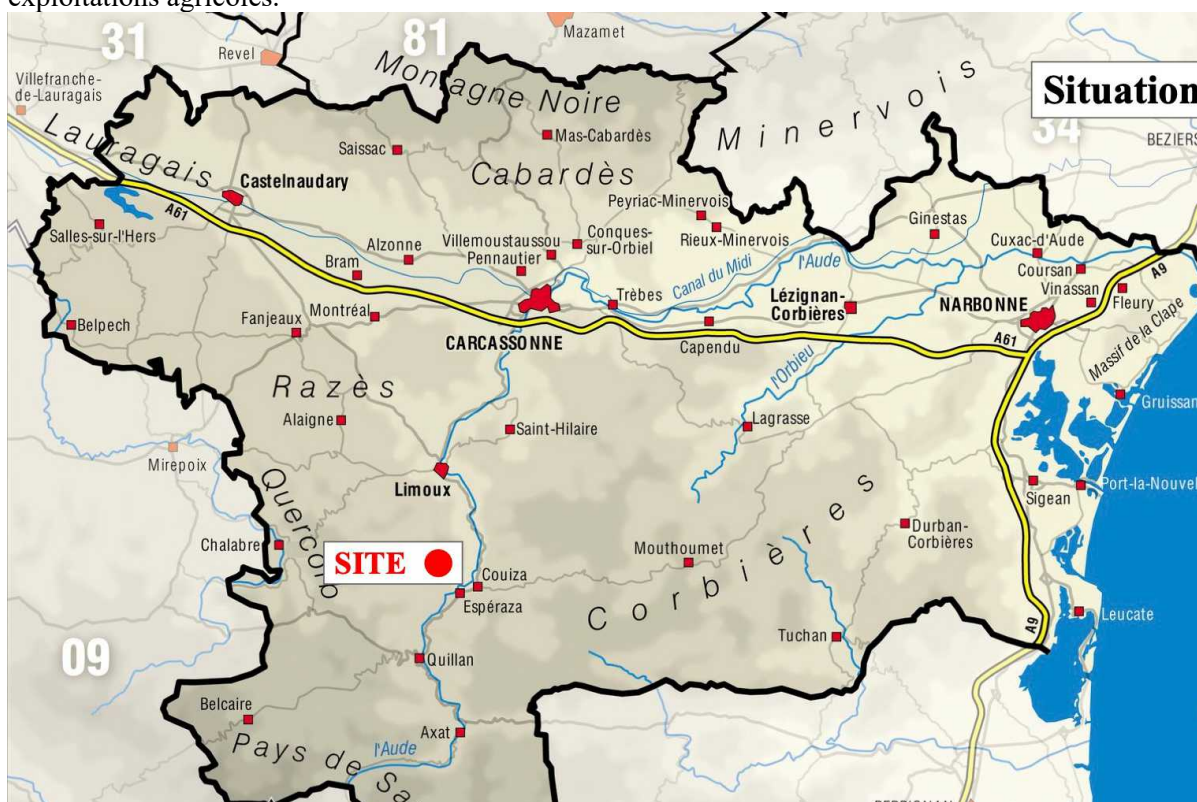 exploitations agricoles.
31
81
Mazamet
Revel
Montagne Noire
Situation
Villefranche-
de-Lauragais
Minervois
34
Mas-Cabardès
BEZIERS
Lauragais
Saissac
Cabardès
Castelnaudary
A61
Peyriac-Minervois
Salles-sur-l'Hers
Rieux-Minervois
Ginestas
Villemoustaussou
Conques-
sur-Orbiel
Alzonne
Pennautier
Cuxac-d'Aude
Bram
l'Aude
Coursan
A9
Canal du Midi
Vinassan
Fleury
Trèbes
Lézignan-
Corbières
NARBONNE
Belpech
Montréal
Fanjeaux
CARCASSONNE
Capendu
A61
Massif de la Clape
l'Orbieu
Razès
Gruissan
Alaigne
Saint-Hilaire
Lagrasse
Mirepoix
Limoux
Sigean
Port-la-Nouvel
Quercorb
Durban-
Corbières
Chalabre
Mouthoumet
SITE
Couiza
Espéraza
Corbières
Leucate
A9
Tuchan
09
Quillan
Belcaire
Axat
Pays de Sa
l'Aude